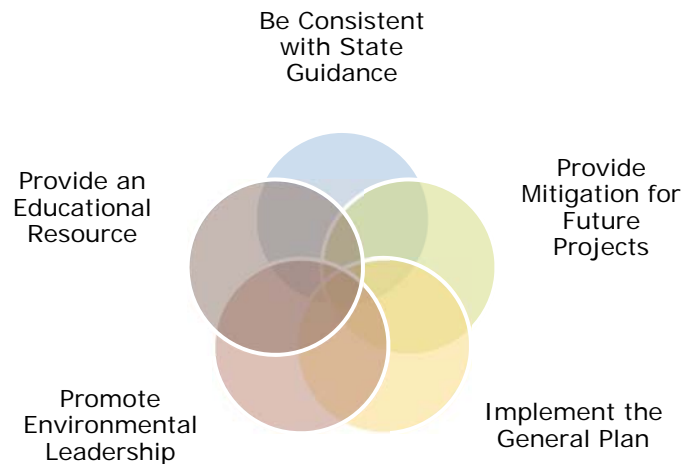 Be Consistent
with State
Guidance
Provide
Mitigation for
Future
Projects
Implement the
General Plan
Promote
Environmental
Leadership
Provide an
Educational
Resource